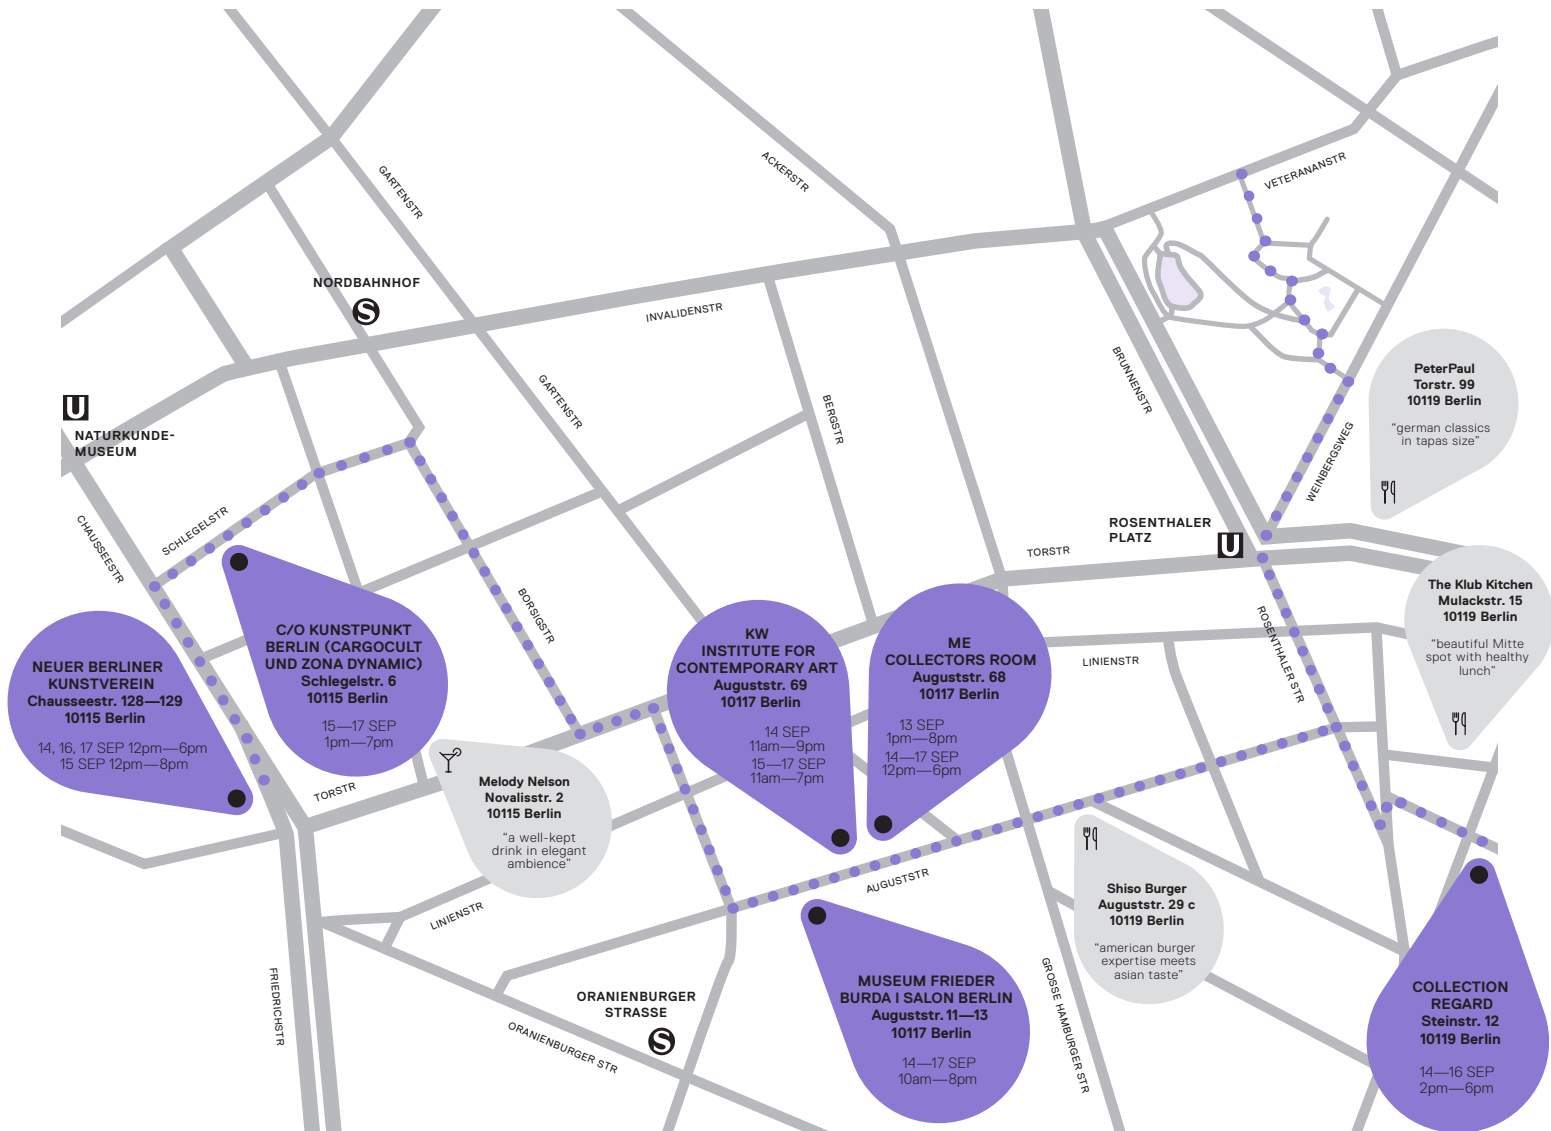 GARTENSTR
ACKERSTR
VETERANANSTR
NORDBAHNHOF
S
INVALIDENSTR
GARTENSTR
BERGSTR
BRUNNENSTR
WEINBERGSWEG
U
NATURKUNDE-
MUSEUM
CHAUSSEESTR
SCHLEGELSTR
BORSIGSTR
PeterPaul
Torstr. 99
10119 Berlin
“german classics
in tapas size”
ROSENTHALER
PLATZ
U
TORSTR
ROSENTHALER STR
LINIENSTR
The Klub Kitchen
Mulackstr. 15
10119 Berlin
“beautiful Mitte
spot with healthy
lunch”
NEUER BERLINER
KUNSTVEREIN
Chausseestr. 128—129
10115 Berlin
14, 16, 17 SEP 12pm—6pm
15 SEP 12pm—8pm
C/O KUNSTPUNKT
BERLIN (CARGOCULT
UND ZONA DYNAMIC)
Schlegelstr. 6
10115 Berlin
15—17 SEP
1pm—7pm
KW
INSTITUTE FOR
CONTEMPORARY ART
Auguststr. 69
10117 Berlin
14 SEP
11am—9pm
15—17 SEP
11am—7pm
ME
COLLECTORS ROOM
Auguststr. 68
10117 Berlin
13 SEP
1pm—8pm
14—17 SEP
12pm—6pm
TORSTR
Melody Nelson
Novalisstr. 2
10115 Berlin
“a well-kept
drink in elegant
ambience”
LINIENSTR
AUGUSTSTR
Shiso Burger
Auguststr. 29 c
10119 Berlin
“american burger
expertise meets
asian taste”
FRIEDRICHSTR
ORANIENBURGER
STRASSE
S
ORANIENBURGER STR
MUSEUM FRIEDER
BURDA I SALON BERLIN
Auguststr. 11—13
10117 Berlin
14—17 SEP
10am—8pm
GROSSE HAMBURGER STR
COLLECTION
REGARD
Steinstr. 12
10119 Berlin
14—16 SEP
2pm—6pm